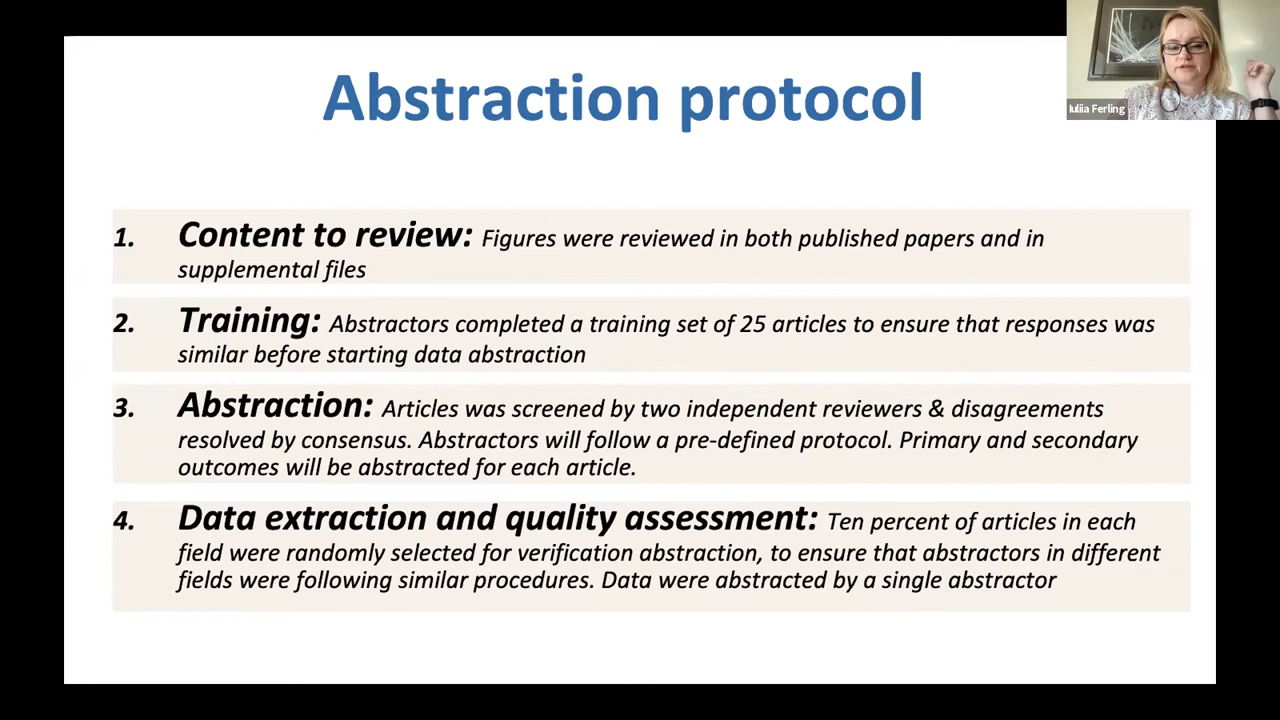 Abstraction protocol
Iuliia Ferling
1. Content to review: Figures were reviewed in both published papers and in
supplemental files
2. Training: Abstractors completed a training set of 25 articles to ensure that responses was
similar before starting data abstraction
3. Abstraction: Articles was screened by two independent reviewers & disagreements
resolved by consensus. Abstractors will follow a pre-defined protocol. Primary and secondary
outcomes will be abstracted for each article.
4. Data extraction and quality assessment: Ten percent of articles in each
field were randomly selected for verification abstraction, to ensure that abstractors in different
fields were following similar procedures. Data were abstracted by a single abstractor